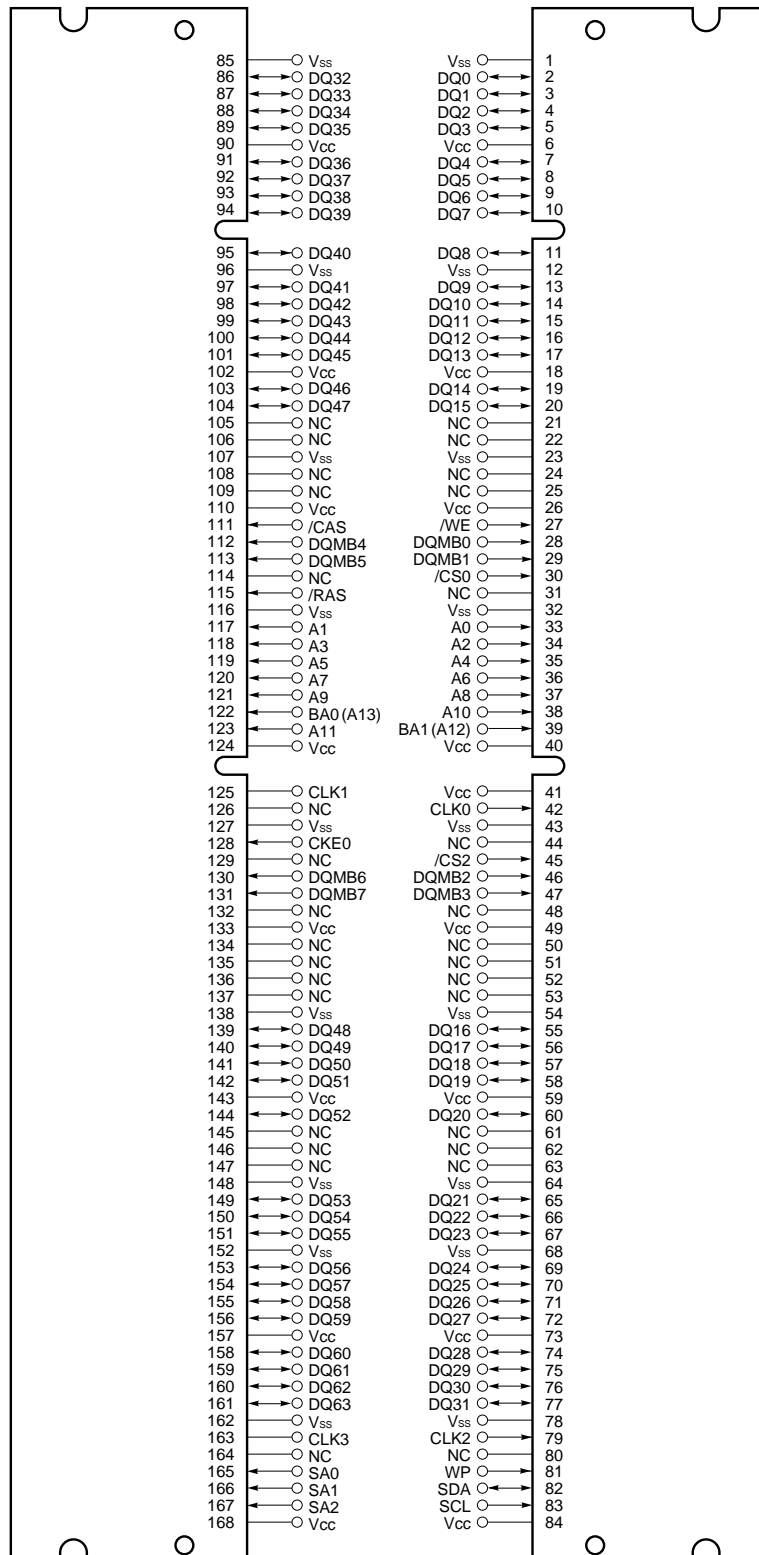 85 Vss Vss 1
86 DQ32 DQ0 2
87 DQ33 DQ1 3
88 DQ34 DQ2 4
89 DQ35 DQ3 5
90 Vcc Vcc 6
91 DQ36 DQ4 7
92 DQ37 DQ5 8
93 DQ38 DQ6 9
94 DQ39 DQ7 10
95 DQ40 DQ8 11
96 Vss Vss 12
97 DQ41 DQ9 13
98 DQ42 DQ10 14
99 DQ43 DQ11 15
100 DQ44 DQ12 16
101 DQ45 DQ13 17
102 Vcc Vcc 18
103 DQ46 DQ14 19
104 DQ47 DQ15 20
105 NC NC 21
106 NC NC 22
107 Vss Vss 23
108 NC NC 24
109 NC NC 25
110 Vcc Vcc 26
111 /CAS /WE 27
112 DQMB4 DQMB0 28
113 DQMB5 DQMB1 29
114 NC /CS0 30
115 /RAS NC 31
116 Vss Vss 32
117 A1 A0 33
118 A3 A2 34
119 A5 A4 35
120 A7 A6 36
121 A9 A8 37
122 BA0 (A13) A10 38
123 A11 BA1 (A12) 39
124 Vcc Vcc 40
125 CLK1 Vcc 41
126 NC CLK0 42
127 Vss Vss 43
128 CKE0 NC 44
129 NC /CS2 45
130 DQMB6 DQMB2 46
131 DQMB7 DQMB3 47
132 NC NC 48
133 Vcc Vcc 49
134 NC NC 50
135 NC NC 51
136 NC NC 52
137 NC NC 53
138 Vss Vss 54
139 DQ48 DQ16 55
140 DQ49 DQ17 56
141 DQ50 DQ18 57
142 DQ51 DQ19 58
143 Vcc Vcc 59
144 DQ52 DQ20 60
145 NC NC 61
146 NC NC 62
147 NC NC 63
148 Vss Vss 64
149 DQ53 DQ21 65
150 DQ54 DQ22 66
151 DQ55 DQ23 67
152 Vss Vss 68
153 DQ56 DQ24 69
154 DQ57 DQ25 70
155 DQ58 DQ26 71
156 DQ59 DQ27 72
157 Vcc Vcc 73
158 DQ60 DQ28 74
159 DQ61 DQ29 75
160 DQ62 DQ30 76
161 DQ63 DQ31 77
162 Vss Vss 78
163 CLK3 CLK2 79
164 NC NC 80
165 SA0 WP 81
166 SA1 SDA 82
167 SA2 SCL 83
168 Vcc Vcc 84